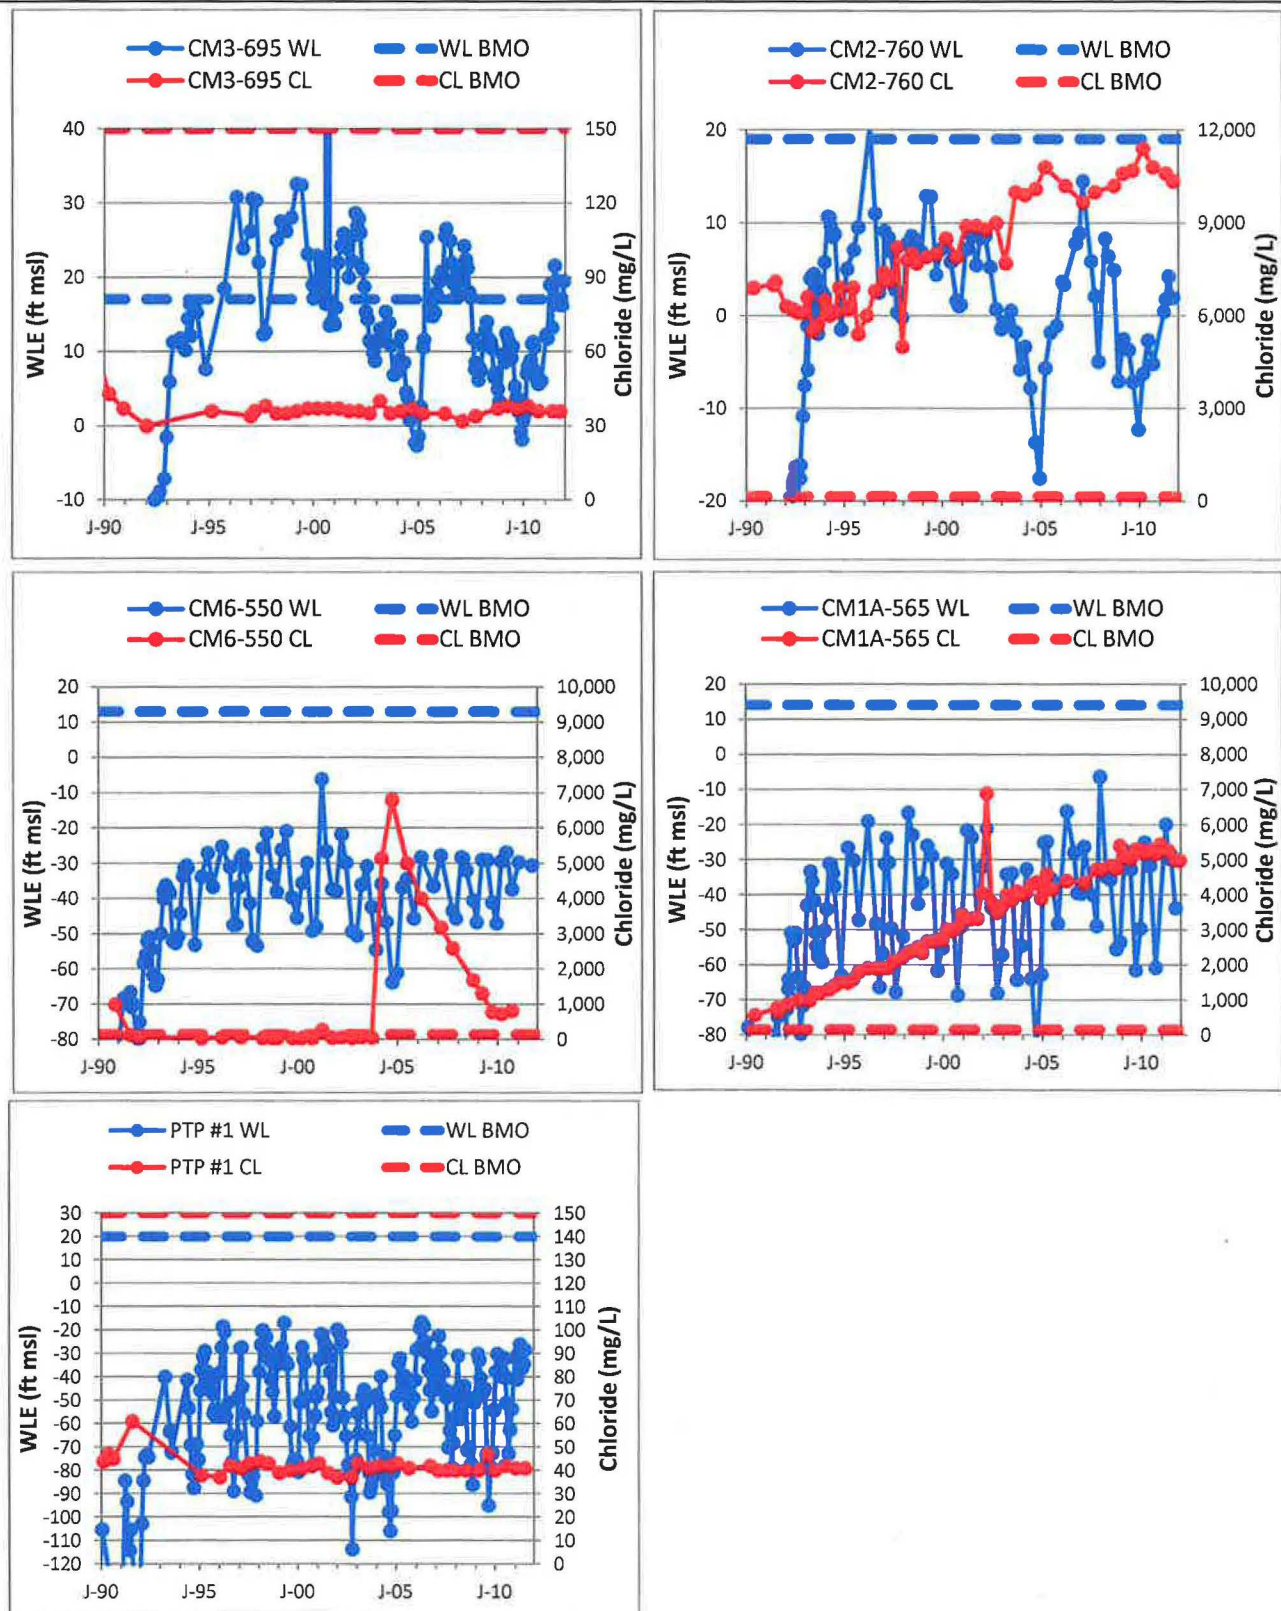 CM3-695 WL WL BMO
CM3-695 CL CL BMO
40 150
30 120
20 90
10 60
0 30
-10 0
WLE (ft msl)
Chloride (mg/L)
J-90 J-95 J-00 J-05 J-10
CM2-760 WL WL BMO
CM2-760 CL CL BMO
20 12,000
10 9,000
0 6,000
-10 3,000
-20 0
WLE (ft msl)
Chloride (mg/L)
J-90 J-95 J-00 J-05 J-10
CM6-550 WL WL BMO
CM6-550 CL CL BMO
20 10,000
10 9,000
0 8,000
-10 7,000
-20 6,000
-30 5,000
-40 4,000
-50 3,000
-60 2,000
-70 1,000
-80 0
WLE (ft msl)
Chloride (mg/L)
J-90 J-95 J-00 J-05 J-10
CM1A-565 WL WL BMO
CM1A-565 CL CL BMO
20 10,000
10 9,000
0 8,000
-10 7,000
-20 6,000
-30 5,000
-40 4,000
-50 3,000
-60 2,000
-70 1,000
-80 0
WLE (ft msl)
Chloride (mg/L)
J-90 J-95 J-00 J-05 J-10
PTP #1 WL WL BMO
PTP #1 CL CL BMO
30 150
20 140
10 130
0 120
-10 110
-20 100
-30 90
-40 80
-50 70
-60 60
-70 50
-80 40
-90 30
-100 20
-110 10
-120 0
WLE (ft msl)
Chloride (mg/L)
J-90 J-95 J-00 J-05 J-10